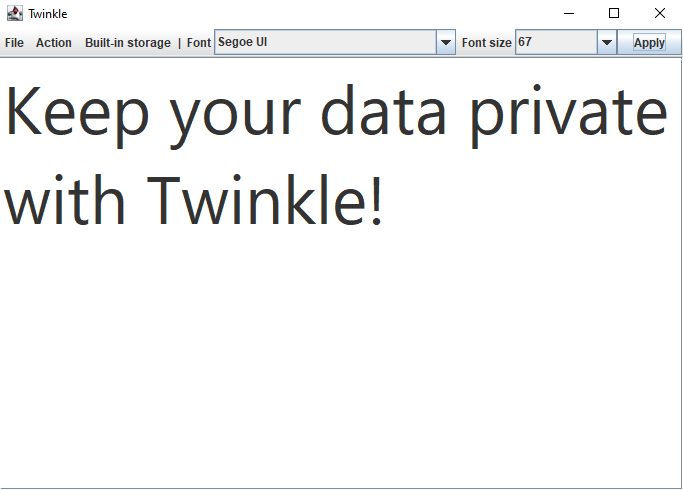 Twinkle
File Action Built-in storage | Font Segoe UI Font size 67 Apply
Keep your data private
with Twinkle!